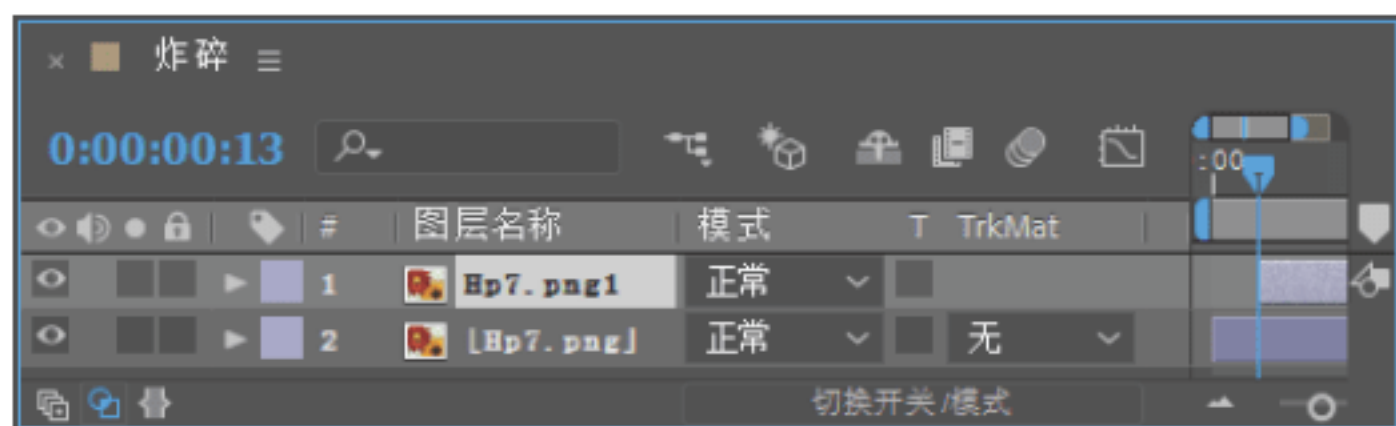 炸碎
0:00:00:13
:00
# 图层名称 模式 T TrkMat
1 Hp7.png1 正常
2 [Hp7.png] 正常 无
切换开关/模式